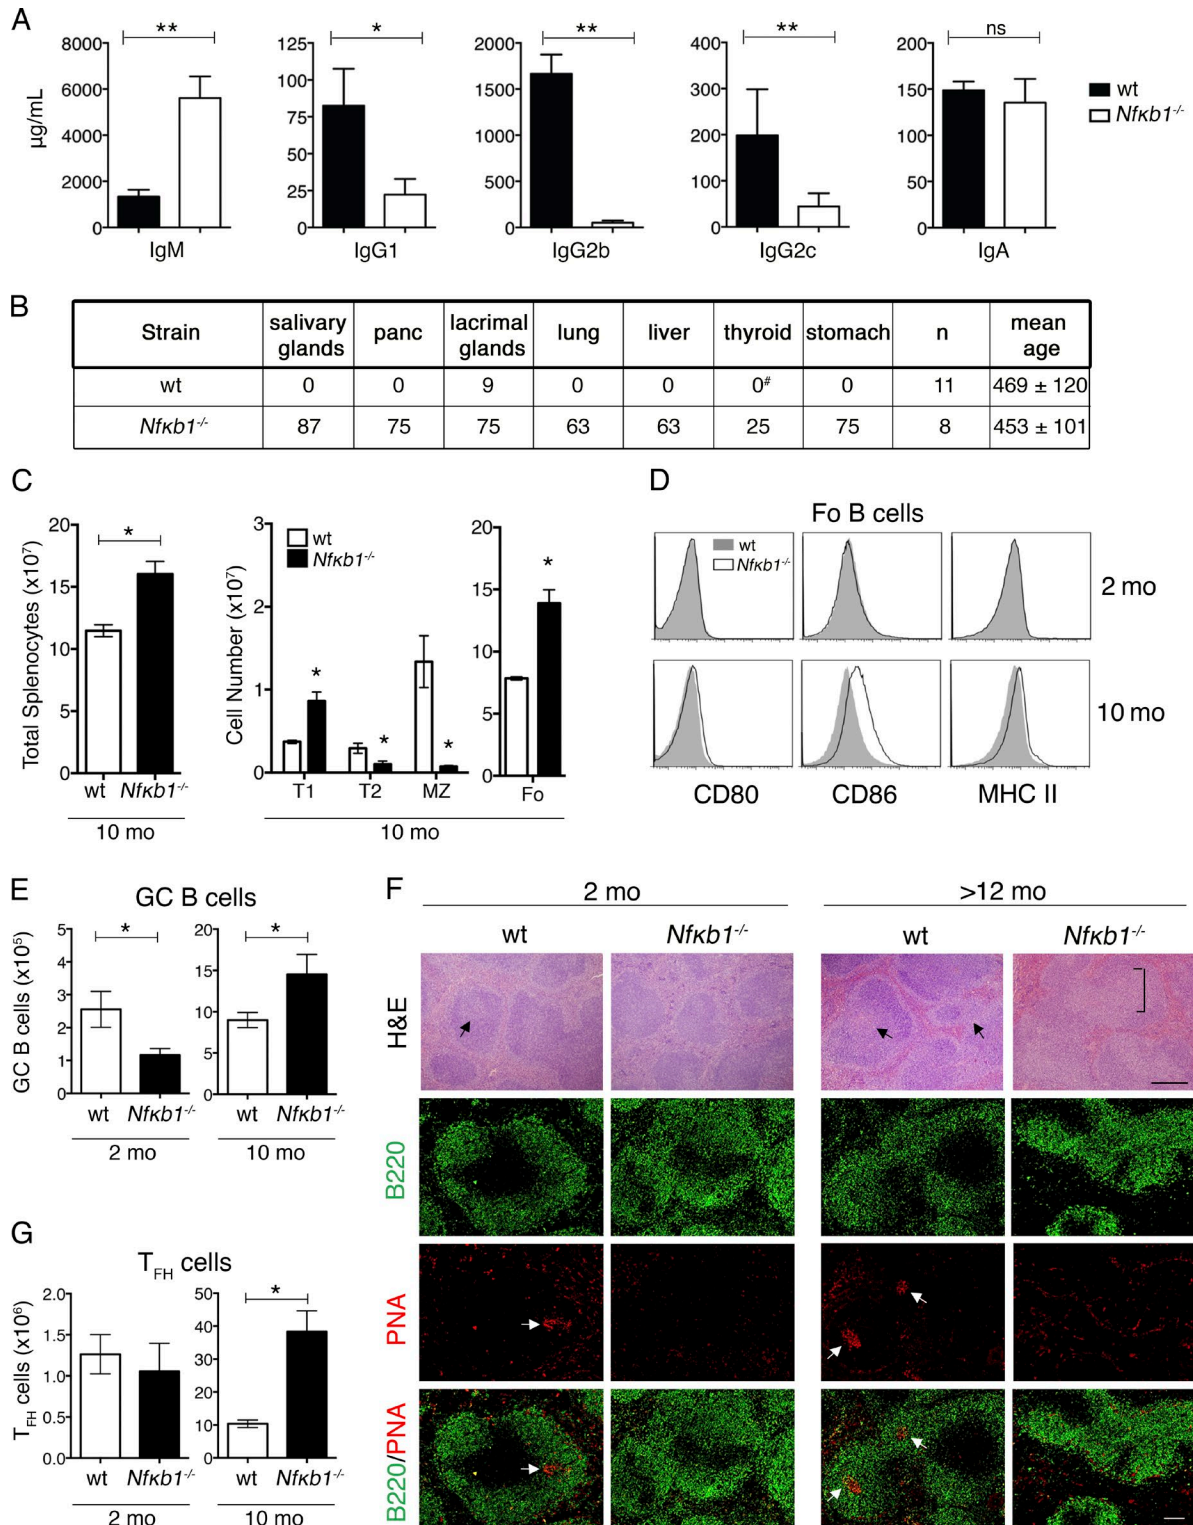 A
** * ** ** ns
µg/mL
8000 125 2000 400 200
6000 100 1500 300 150
4000 75 1000 200 100
2000 50 500 100 50
0 25 0 0 0
0
IgM IgG1 IgG2b IgG2c IgA
wt
Nfκb1-/-
B
Strain salivary glands panc lacrimal glands lung liver thyroid stomach n mean age
wt 0 0 9 0 0 0# 0 11 469 ± 120
Nfκb1-/- 87 75 75 63 63 25 75 8 453 ± 101
C
Total Splenocytes (x10⁷)
20
15
10
5
0
*
wt Nfκb1-/-
10 mo
Cell Number (x10⁷)
3
2
1
0
wt
Nfκb1-/-
* * *
T1 T2 MZ
20
15
10
5
0
*
Fo
10 mo
D
Fo B cells
wt
Nfκb1-/-
2 mo
10 mo
CD80 CD86 MHC II
E
GC B cells
GC B cells (x10⁵)
5
4
3
2
1
0
*
wt Nfκb1-/-
2 mo
20
15
10
5
0
*
wt Nfκb1-/-
10 mo
F
2 mo >12 mo
wt Nfκb1-/- wt Nfκb1-/-
H&E
B220
PNA
B220/PNA
G
TFH cells
TFH cells (x10⁶)
2.0
1.5
1.0
0.5
0.0
wt Nfκb1-/-
2 mo
50
40
30
20
10
0
*
wt Nfκb1-/-
10 mo